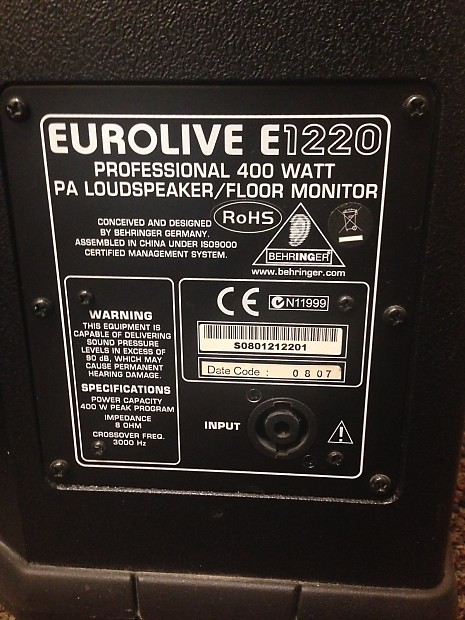 EUROLIVE E1220
PROFESSIONAL 400 WATT
PA LOUDSPEAKER/FLOOR MONITOR
CONCEIVED AND DESIGNED
BY BEHRINGER GERMANY.
ASSEMBLED IN CHINA UNDER ISO9000
CERTIFIED MANAGEMENT SYSTEM.
RoHS
BEHRINGER
www.behringer.com
WARNING
THIS EQUIPMENT IS
CAPABLE OF DELIVERING
SOUND PRESSURE
LEVELS IN EXCESS OF
90 dB, WHICH MAY
CAUSE PERMANENT
HEARING DAMAGE.
SPECIFICATIONS
POWER CAPACITY
400 W PEAK PROGRAM
IMPEDANCE
8 OHM
CROSSOVER FREQ.
3000 Hz
CE N11999
S0801212201
Date Code : 0807
INPUT